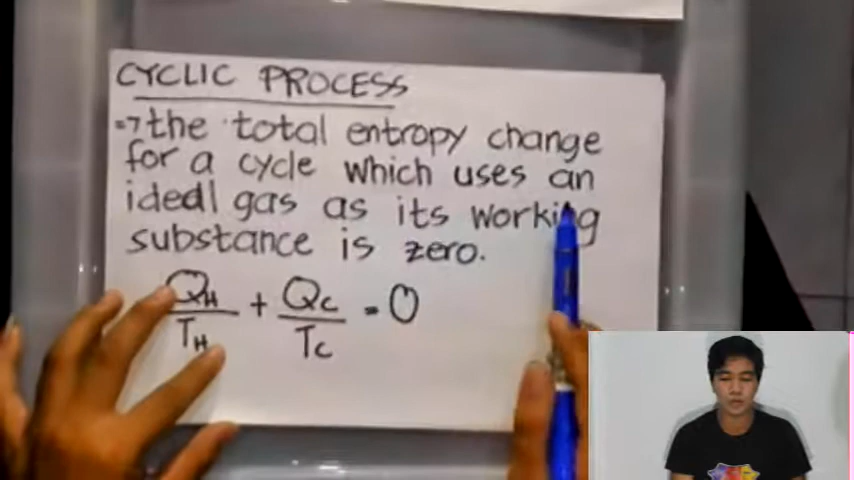 CYCLIC PROCESS
=> the total entropy change
for a cycle which uses an
ideal gas as its working
substance is zero.
QH/TH + QC/TC = 0